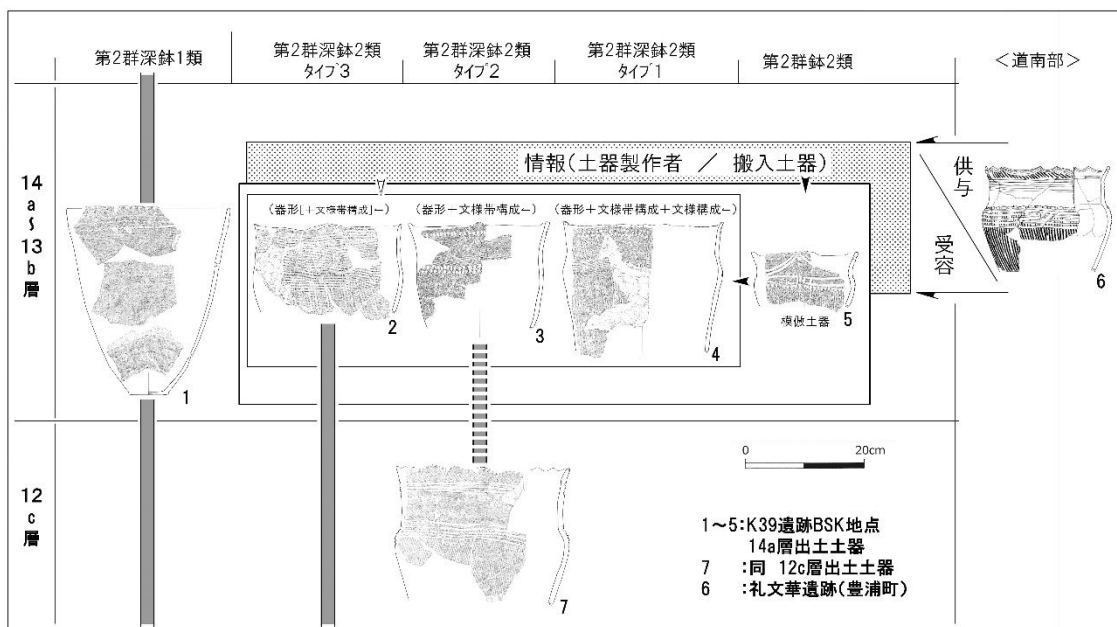 第2群深鉢1類
第2群深鉢2類
タイプ3
第2群深鉢2類
タイプ2
第2群深鉢2類
タイプ1
第2群鉢2類
<道南部>
14a~13b層
情報(土器製作者 / 搬入土器)
(器形[+文様帯構成]←)
(器形+文様帯構成←)
(器形+文様帯構成+文様構成←)
供与
受容
模倣土器
1
2
3
4
5
6
12c層
0
20cm
7
1~5:K39遺跡BSK地点
14a層出土土器
7 :同 12c層出土土器
6 :礼文華遺跡(豊浦町)